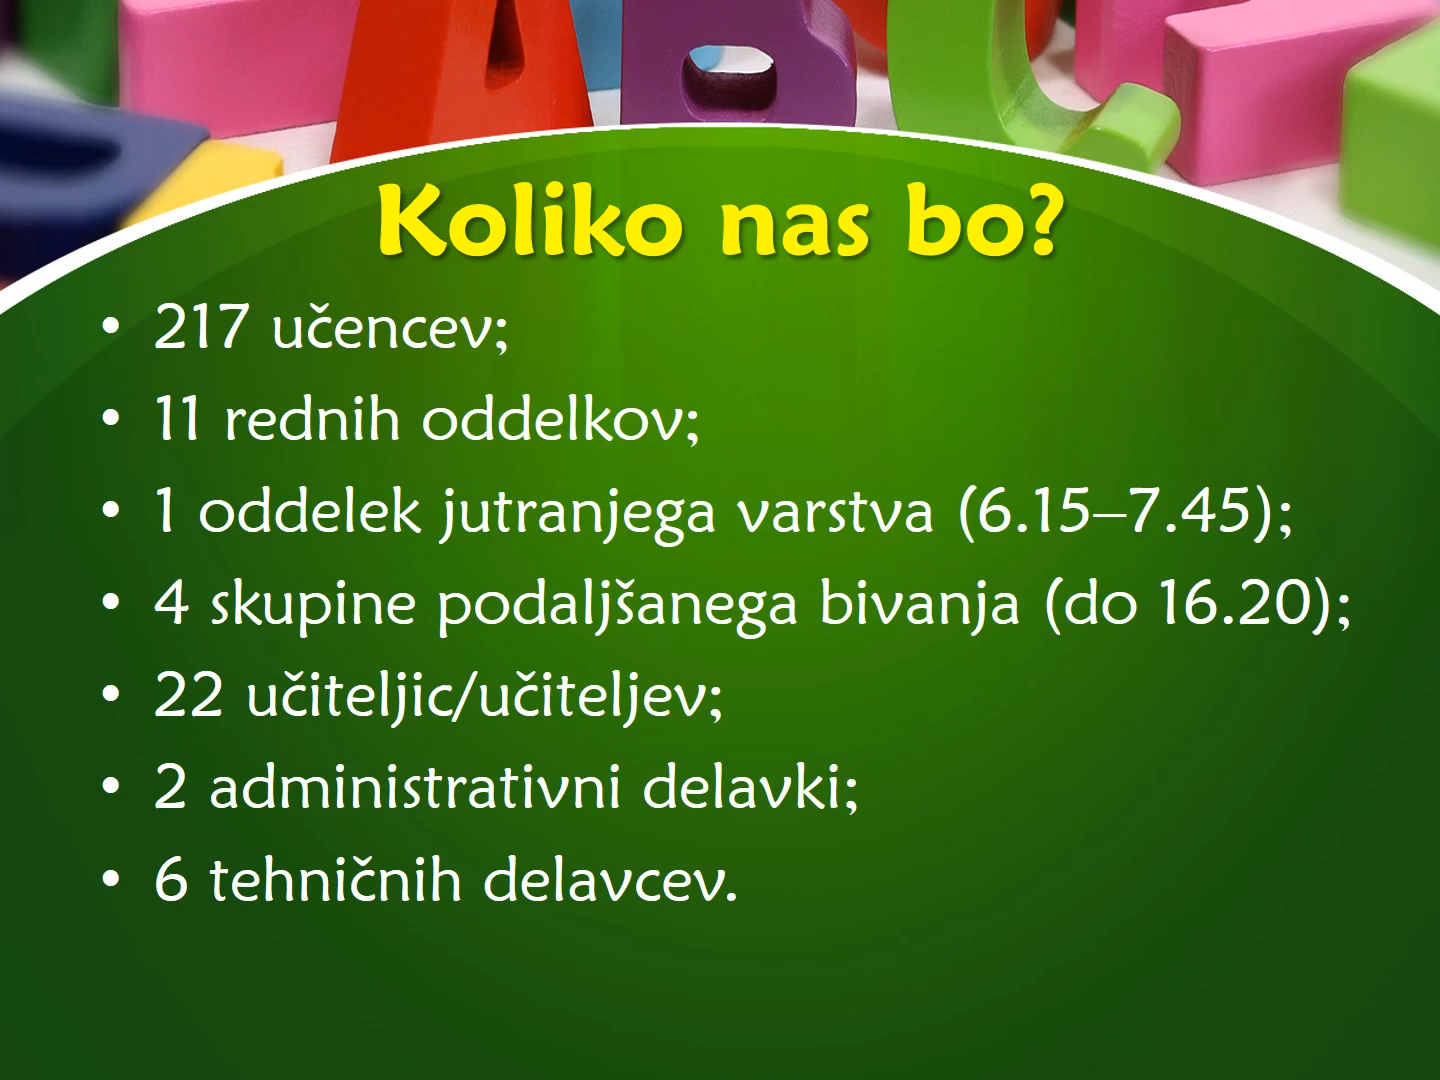 Koliko nas bo?
• 217 učencev;
• 11 rednih oddelkov;
• 1 oddelek jutranjega varstva (6.15–7.45);
• 4 skupine podaljšanega bivanja (do 16.20);
• 22 učiteljic/učiteljev;
• 2 administrativni delavki;
• 6 tehničnih delavcev.